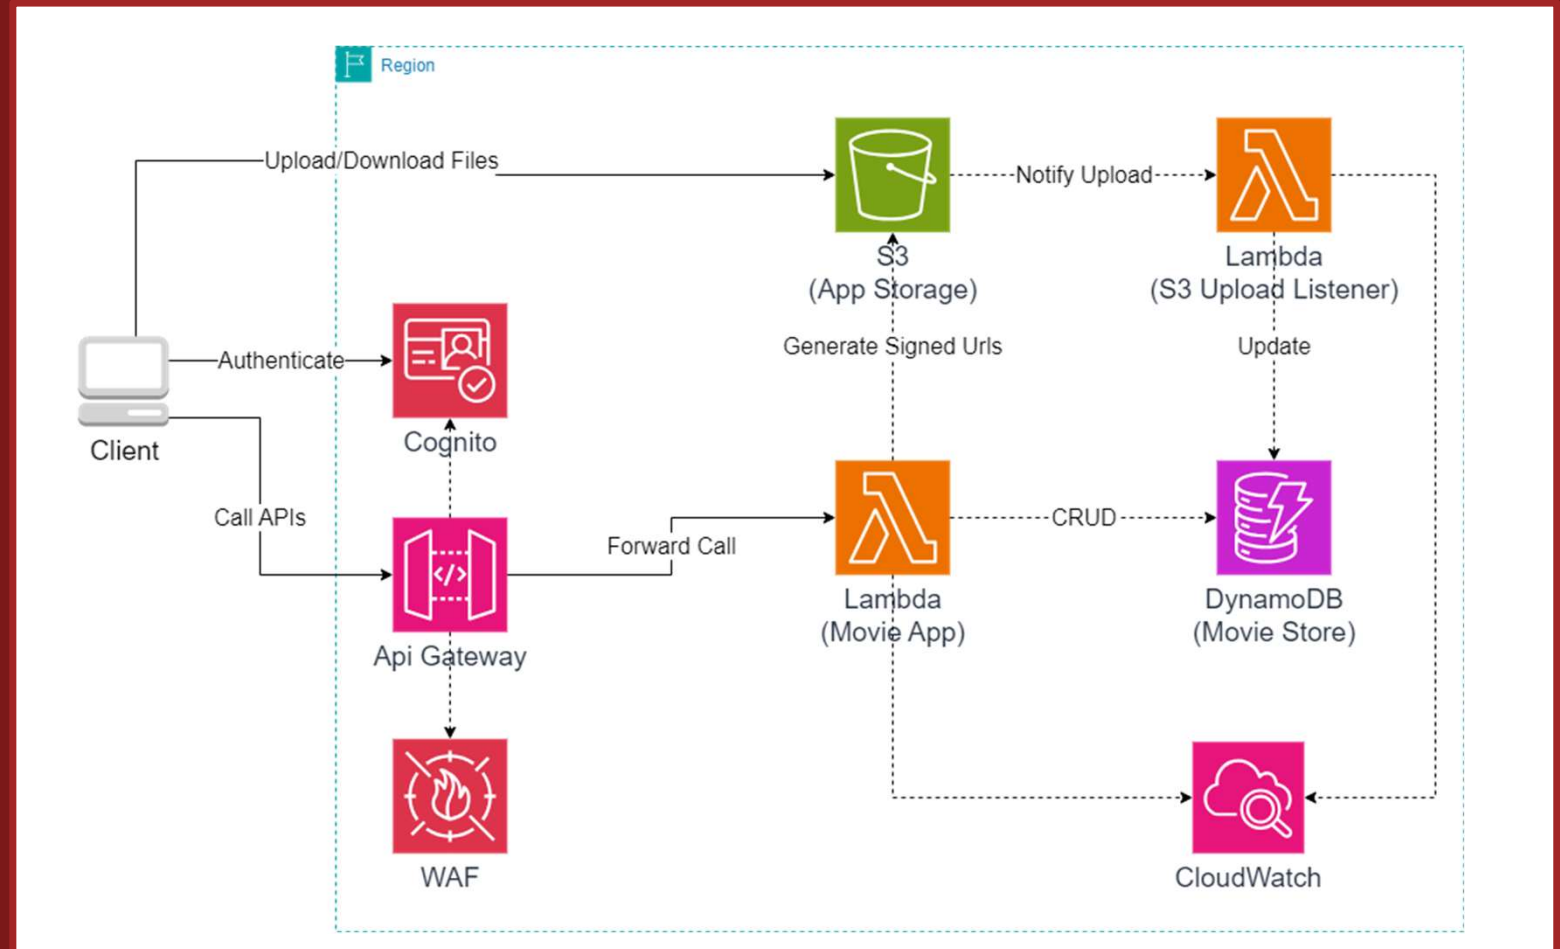 Region
Upload/Download Files
Notify Upload
S3
(App Storage)
Lambda
(S3 Upload Listener)
Generate Signed Urls
Update
Authenticate
Client
Cognito
Call APIs
Forward Call
CRUD
Api Gateway
Lambda
(Movie App)
DynamoDB
(Movie Store)
WAF
CloudWatch